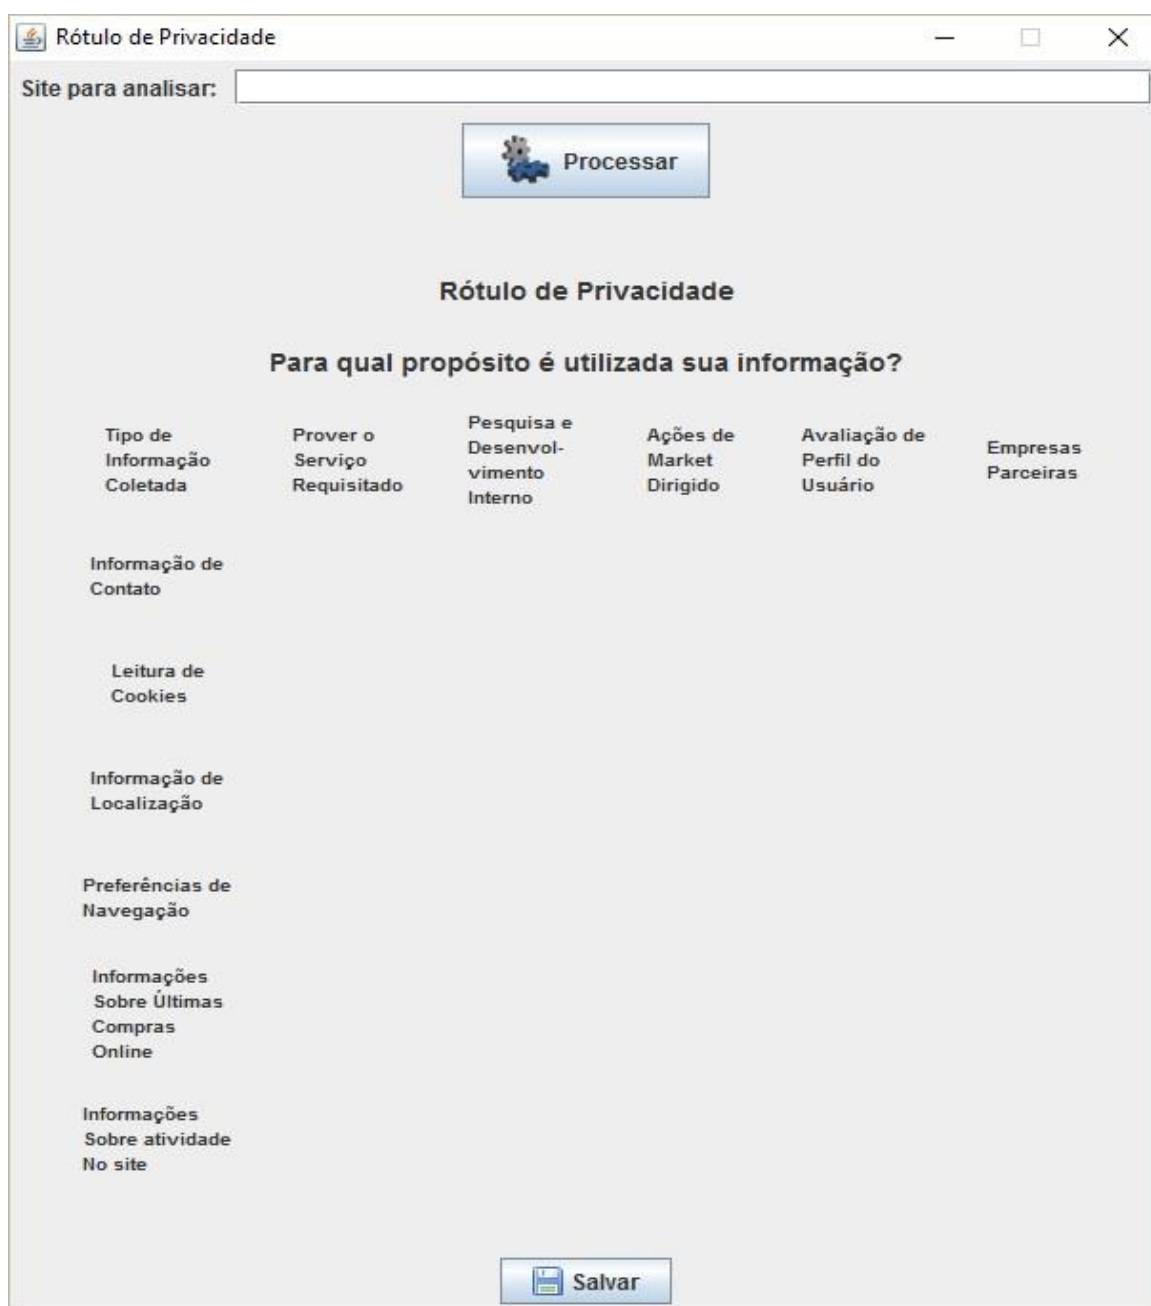 Rótulo de Privacidade
Site para analisar:
Processar
Rótulo de Privacidade
Para qual propósito é utilizada sua informação?
Tipo de
Informação
Coletada
Prover o
Serviço
Requisitado
Pesquisa e
Desenvol-
vimento
Interno
Ações de
Market
Dirigido
Avaliação de
Perfil do
Usuário
Empresas
Parceiras
Informação de
Contato
Leitura de
Cookies
Informação de
Localização
Preferências de
Navegação
Informações
Sobre Últimas
Compras
Online
Informações
Sobre atividade
No site
Salvar